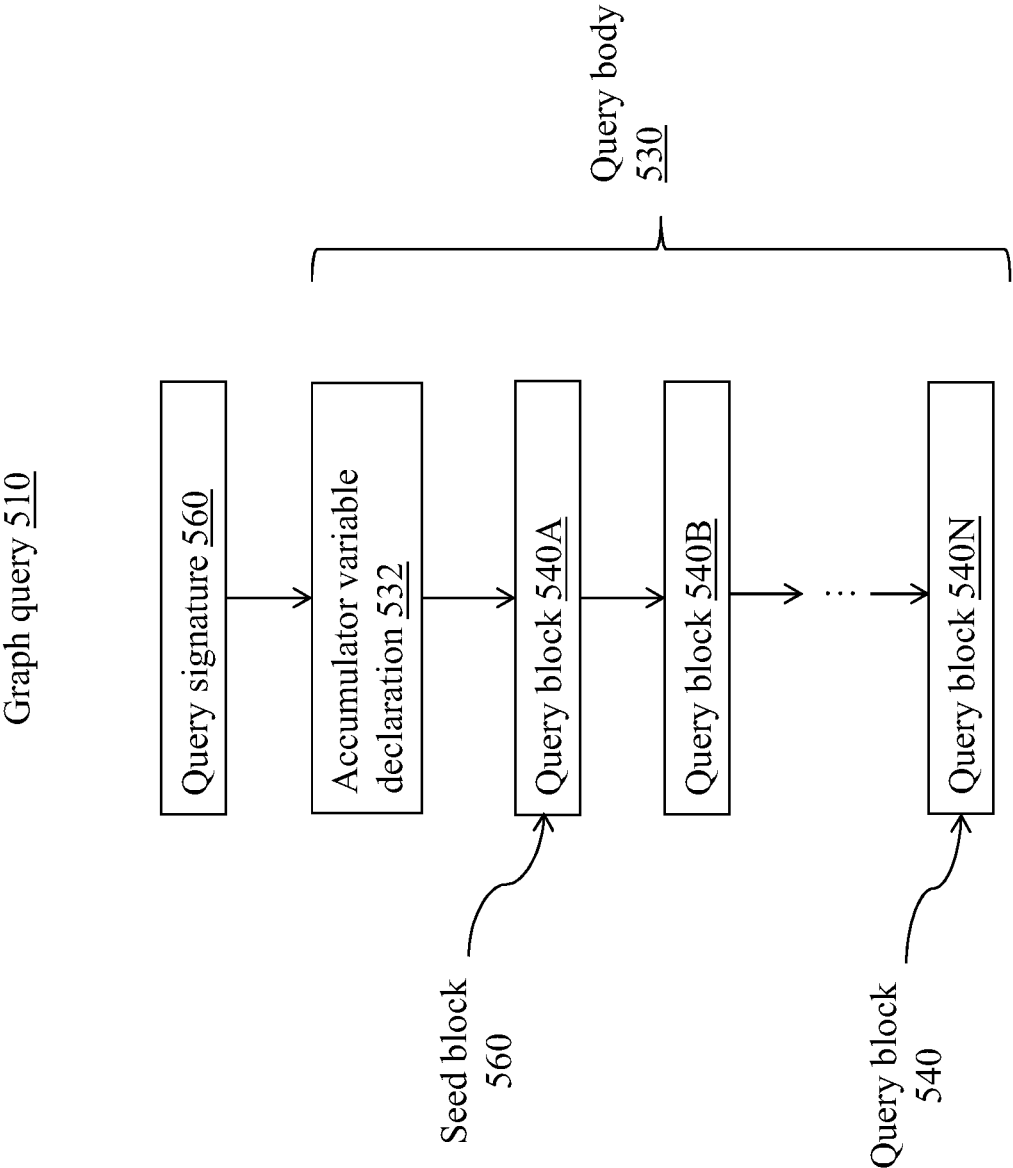 Graph query 510
Query signature 560
Accumulator variable
declaration 532
Query block 540A
Query block 540B
...
Query block 540N
Seed block
560
Query block
540
Query body
530